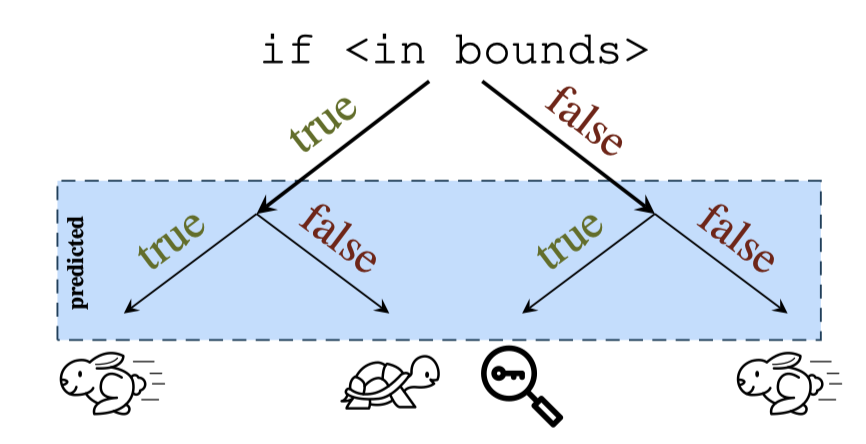 if <in bounds>
true
false
predicted
true
false
true
false